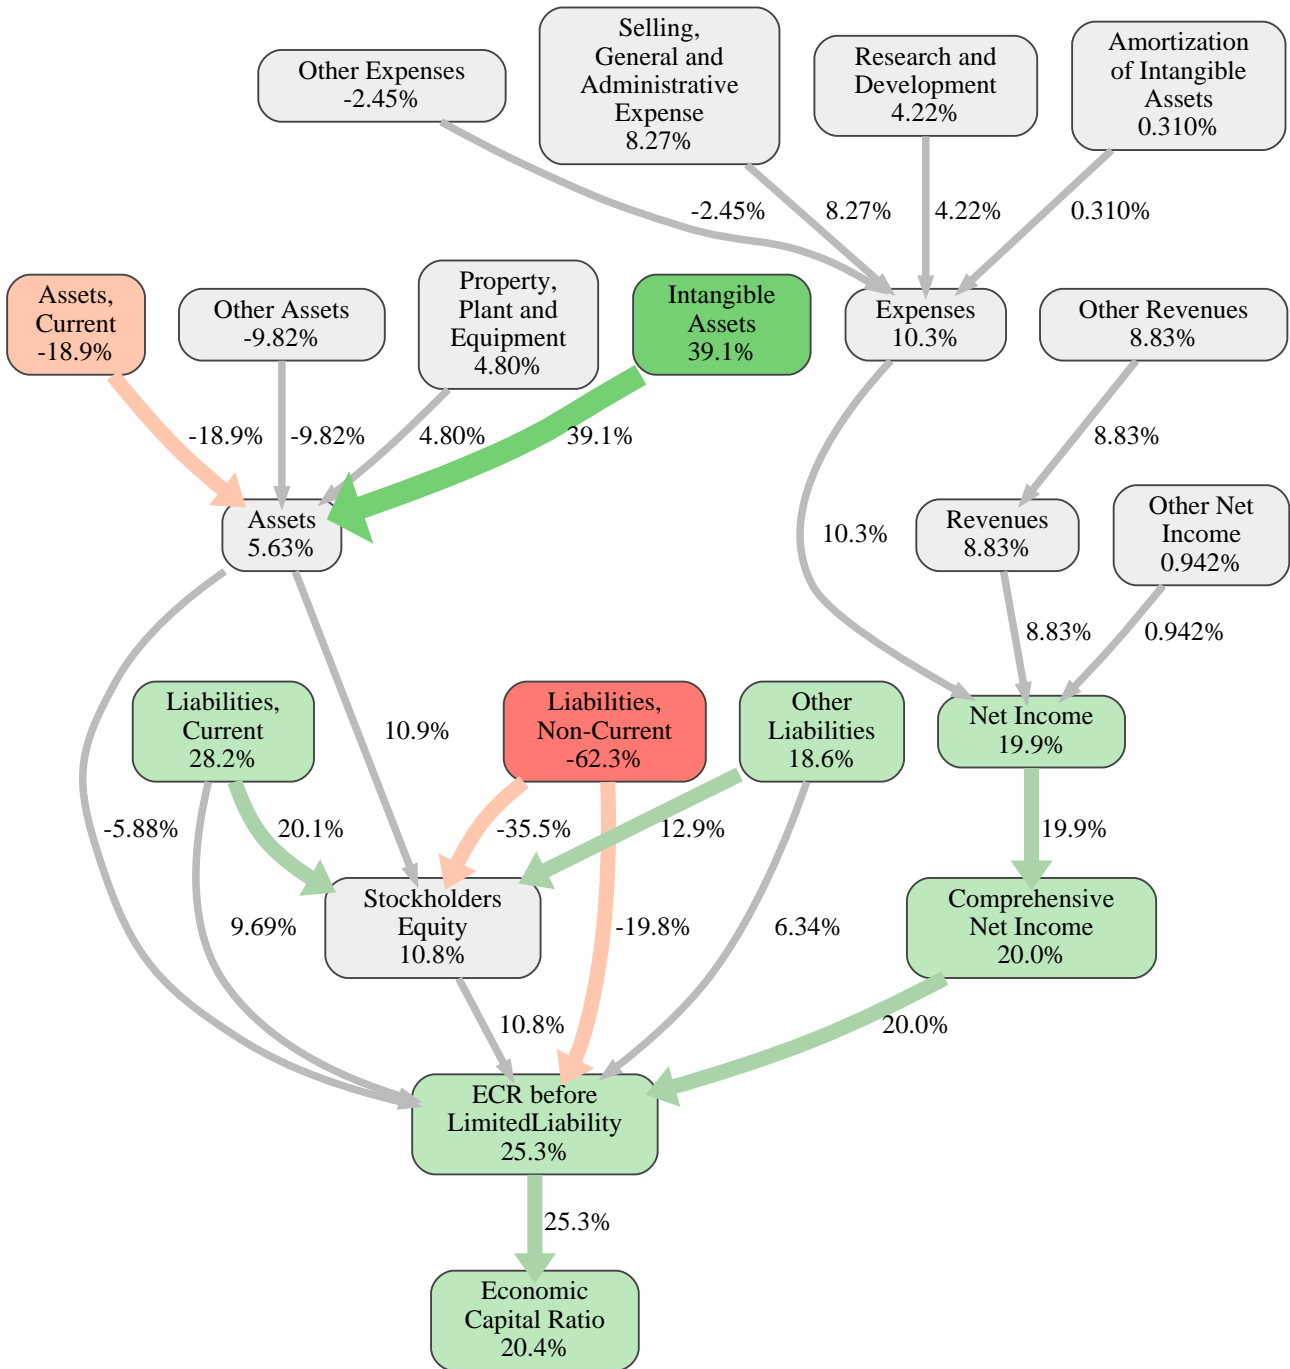 Other Expenses
-2.45%
Selling,
General and
Administrative
Expense
8.27%
Research and
Development
4.22%
Amortization
of Intangible
Assets
0.310%
-2.45%
8.27%
4.22%
0.310%
Assets,
Current
-18.9%
Other Assets
-9.82%
Property,
Plant and
Equipment
4.80%
Intangible
Assets
39.1%
Expenses
10.3%
Other Revenues
8.83%
-18.9%
-9.82%
4.80%
39.1%
8.83%
Assets
5.63%
10.3%
Revenues
8.83%
Other Net
Income
0.942%
8.83%
0.942%
Liabilities,
Current
28.2%
10.9%
Liabilities,
Non-Current
-62.3%
Other
Liabilities
18.6%
Net Income
19.9%
-5.88%
20.1%
-35.5%
12.9%
19.9%
9.69%
Stockholders
Equity
10.8%
-19.8%
6.34%
Comprehensive
Net Income
20.0%
10.8%
20.0%
ECR before
LimitedLiability
25.3%
25.3%
Economic
Capital Ratio
20.4%